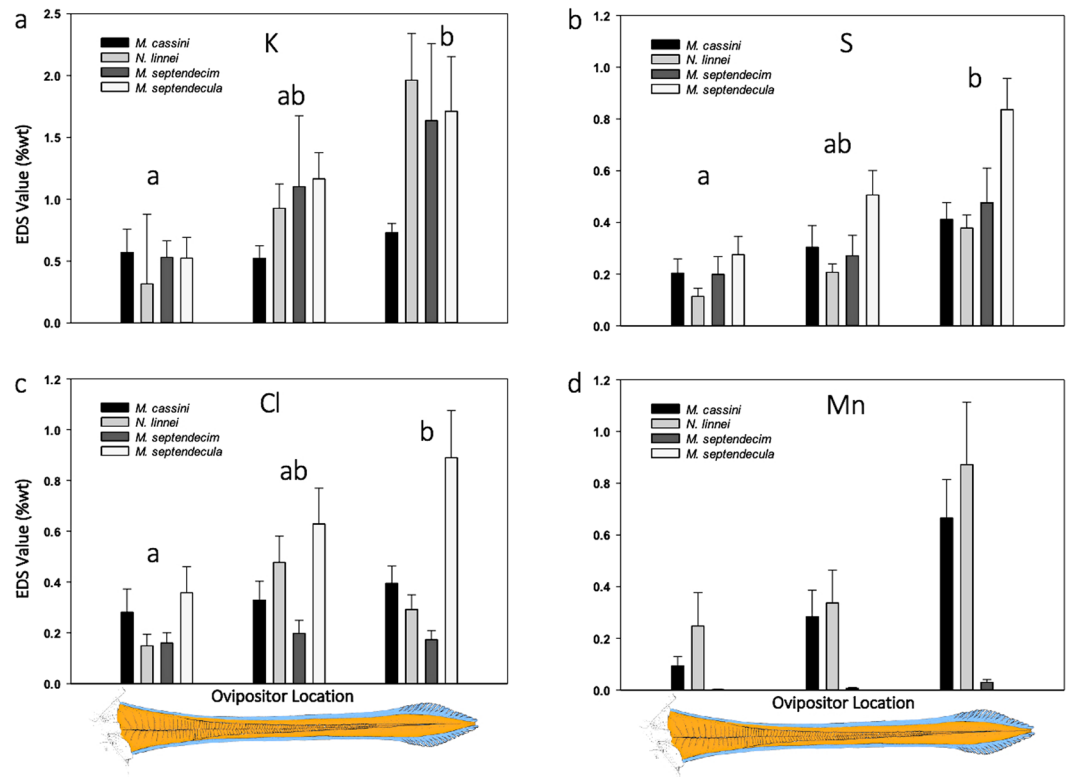 a
K
M. cassini
N. linnei
M. septendecim
M. septendecula
a
ab
b
EDS Value (%wt)
2.5
2.0
1.5
1.0
0.5
0.0
b
S
M. cassini
N. linnei
M. septendecim
M. septendecula
a
ab
b
1.2
1.0
0.8
0.6
0.4
0.2
0.0
c
Cl
M. cassini
N. linnei
M. septendecim
M. septendecula
a
ab
b
EDS Value (%wt)
1.2
1.0
0.8
0.6
0.4
0.2
0.0
Ovipositor Location
d
Mn
M. cassini
N. linnei
M. septendecim
M. septendecula
1.2
1.0
0.8
0.6
0.4
0.2
0.0
Ovipositor Location